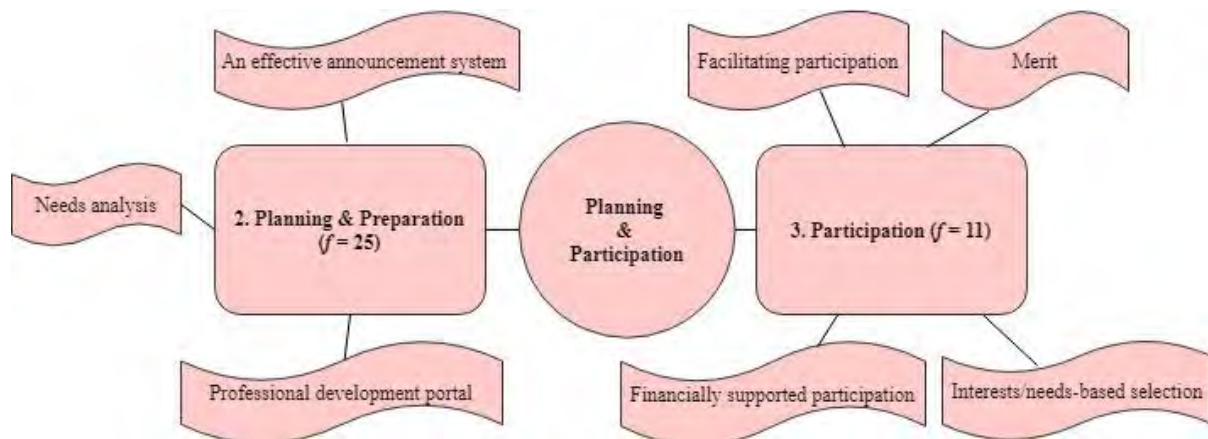 An effective announcement system
Facilitating participation
Merit
Needs analysis
2. Planning & Preparation
(f = 25)
Planning
&
Participation
3. Participation (f = 11)
Professional development portal
Financially supported participation
Interests/needs-based selection